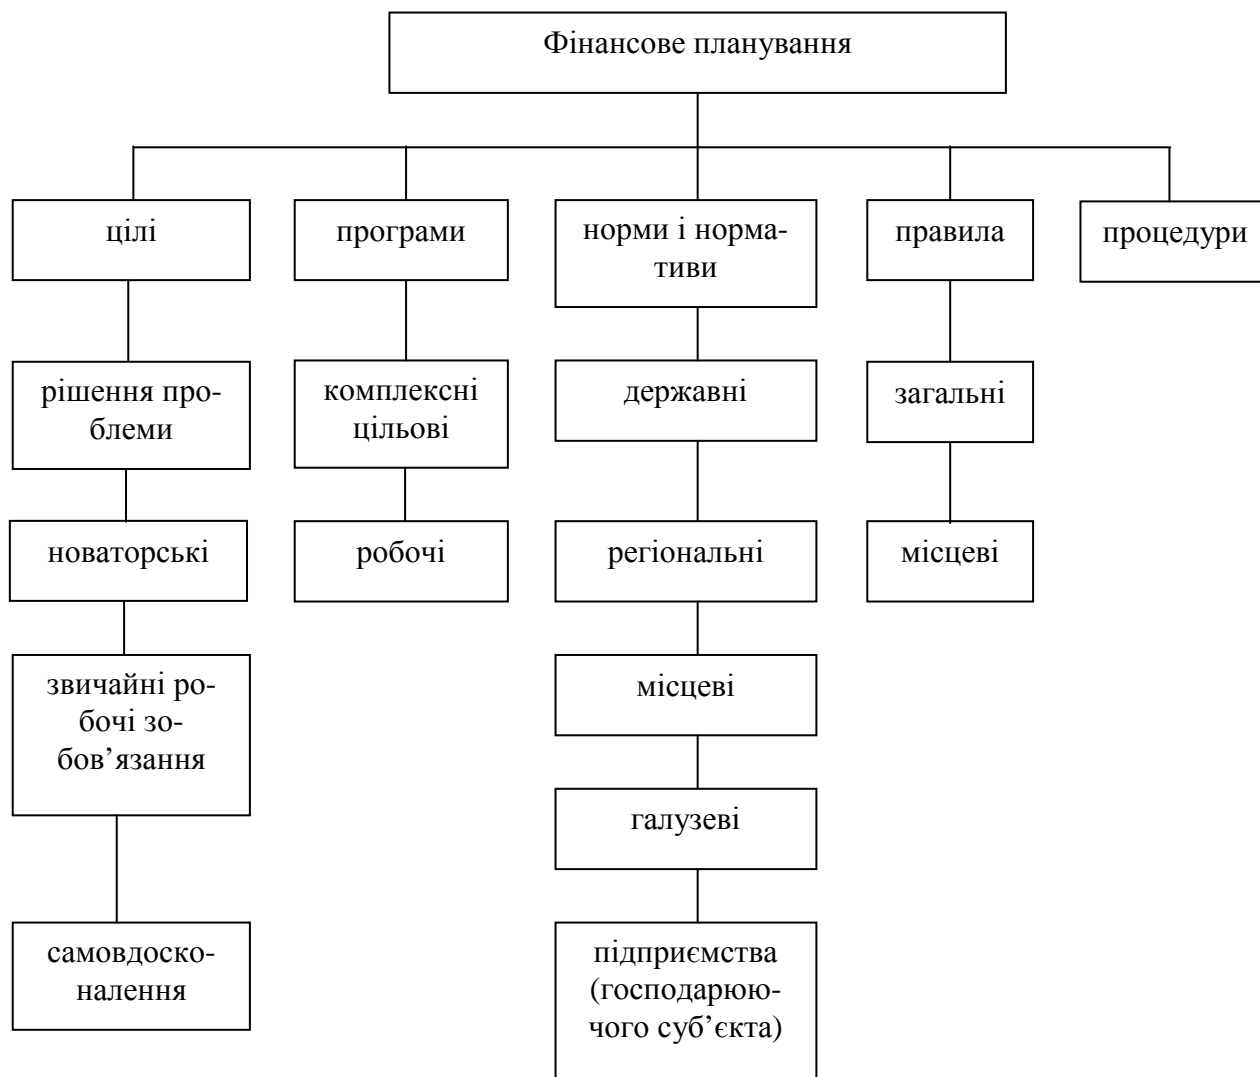 Фінансове планування
цілі
програми
норми і норма-
тиви
правила
процедури
рішення про-
блеми
комплексні
цільові
державні
загальні
новаторські
робочі
регіональні
місцеві
звичайні ро-
бочі зо-
бов’язання
місцеві
галузеві
самовдоско-
налення
підприємства
(господарюю-
чого суб’єкта)